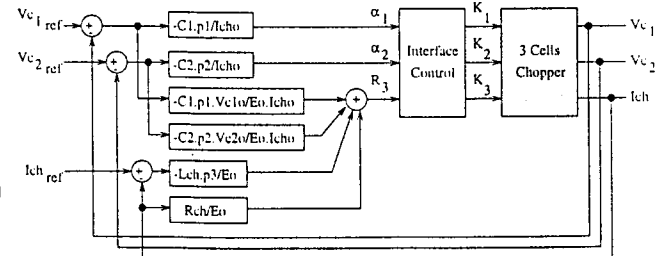 Vc1 ref
-C1.p1/Icho
α1
K1
Vc1
Vc2 ref
-C2.p2/Icho
α2
Interface Control
K2
3 Cells Chopper
Vc2
-C1.p1.Vc1o/Eo.Icho
R3
K3
Ich
-C2.p2.Vc2o/Eo.Icho
Ich ref
-Lch.p3/Eo
Rch/Eo